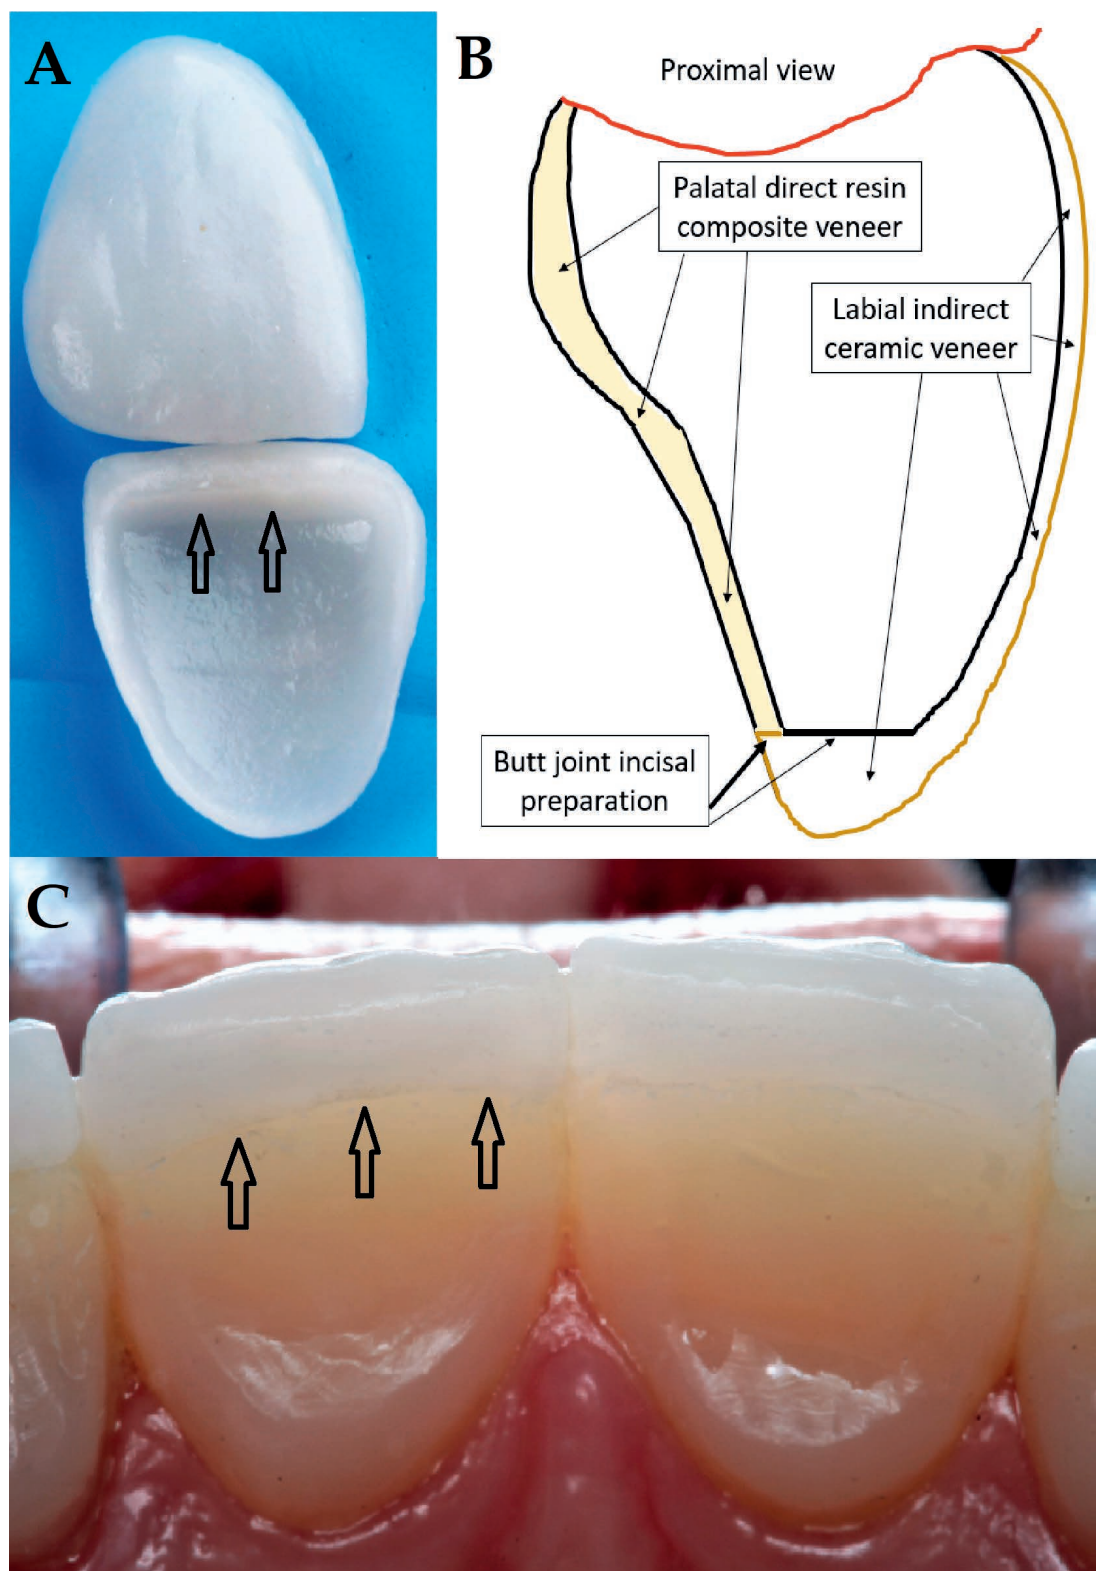 A
B
Proximal view
Palatal direct resin
composite veneer
Labial indirect
ceramic veneer
Butt joint incisal
preparation
C